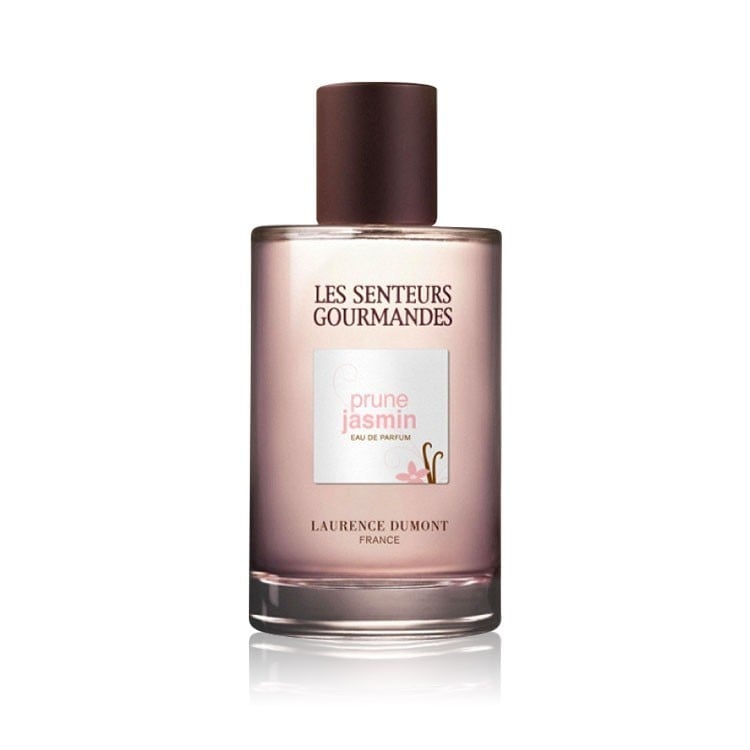 LES SENTEURS
GOURMANDES
prune
jasmin
EAU DE PARFUM
LAURENCE DUMONT
FRANCE